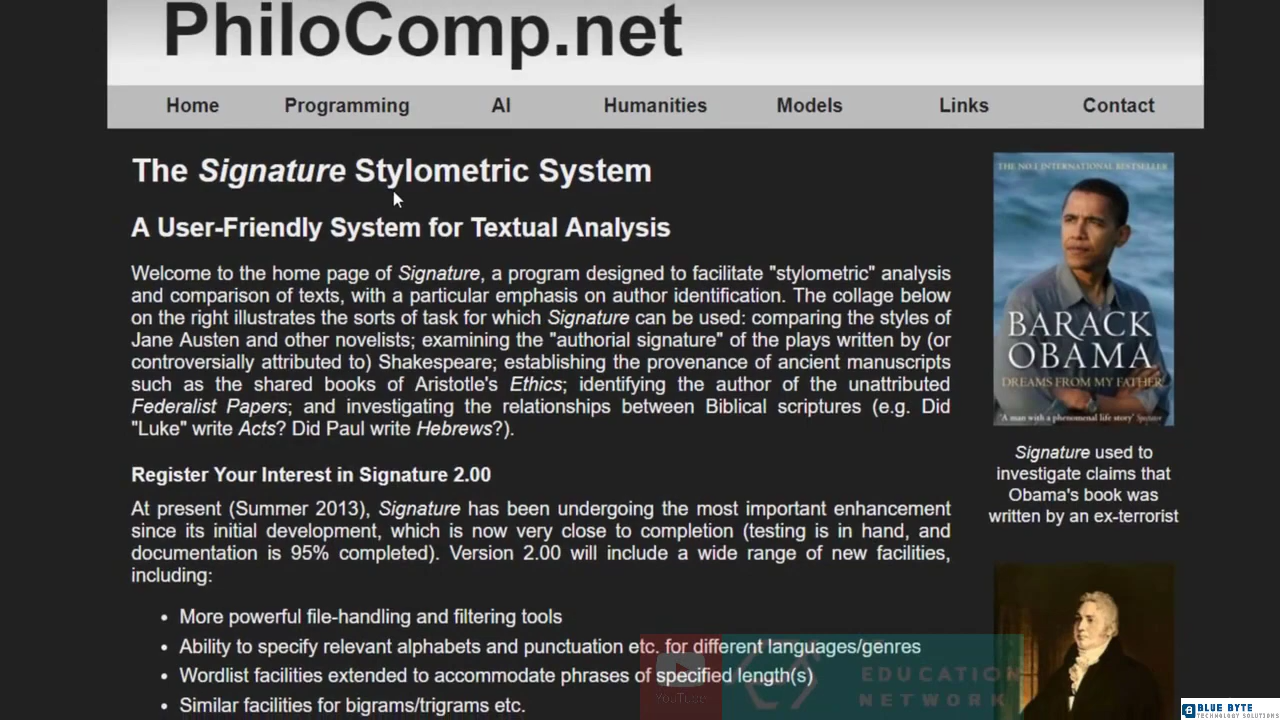 PhiloComp.net
Home Programming AI Humanities Models Links Contact
The Signature Stylometric System
A User-Friendly System for Textual Analysis
Welcome to the home page of Signature, a program designed to facilitate "stylometric" analysis
and comparison of texts, with a particular emphasis on author identification. The collage below
on the right illustrates the sorts of task for which Signature can be used: comparing the styles of
Jane Austen and other novelists; examining the "authorial signature" of the plays written by (or
controversially attributed to) Shakespeare; establishing the provenance of ancient manuscripts
such as the shared books of Aristotle's Ethics; identifying the author of the unattributed
Federalist Papers; and investigating the relationships between Biblical scriptures (e.g. Did
"Luke" write Acts? Did Paul write Hebrews?).
Register Your Interest in Signature 2.00
At present (Summer 2013), Signature has been undergoing the most important enhancement
since its initial development, which is now very close to completion (testing is in hand, and
documentation is 95% completed). Version 2.00 will include a wide range of new facilities,
including:
• More powerful file-handling and filtering tools
• Ability to specify relevant alphabets and punctuation etc. for different languages/genres
• Wordlist facilities extended to accommodate phrases of specified length(s)
• Similar facilities for bigrams/trigrams etc.
THE NO.1 INTERNATIONAL BESTSELLER
BARACK
OBAMA
DREAMS FROM MY FATHER
'A man with a phenomenal life story' Spectator
Signature used to
investigate claims that
Obama's book was
written by an ex-terrorist
YouTube
EDUCATION
NETWORK
BLUE BYTE
TECHNOLOGY SOLUTIONS